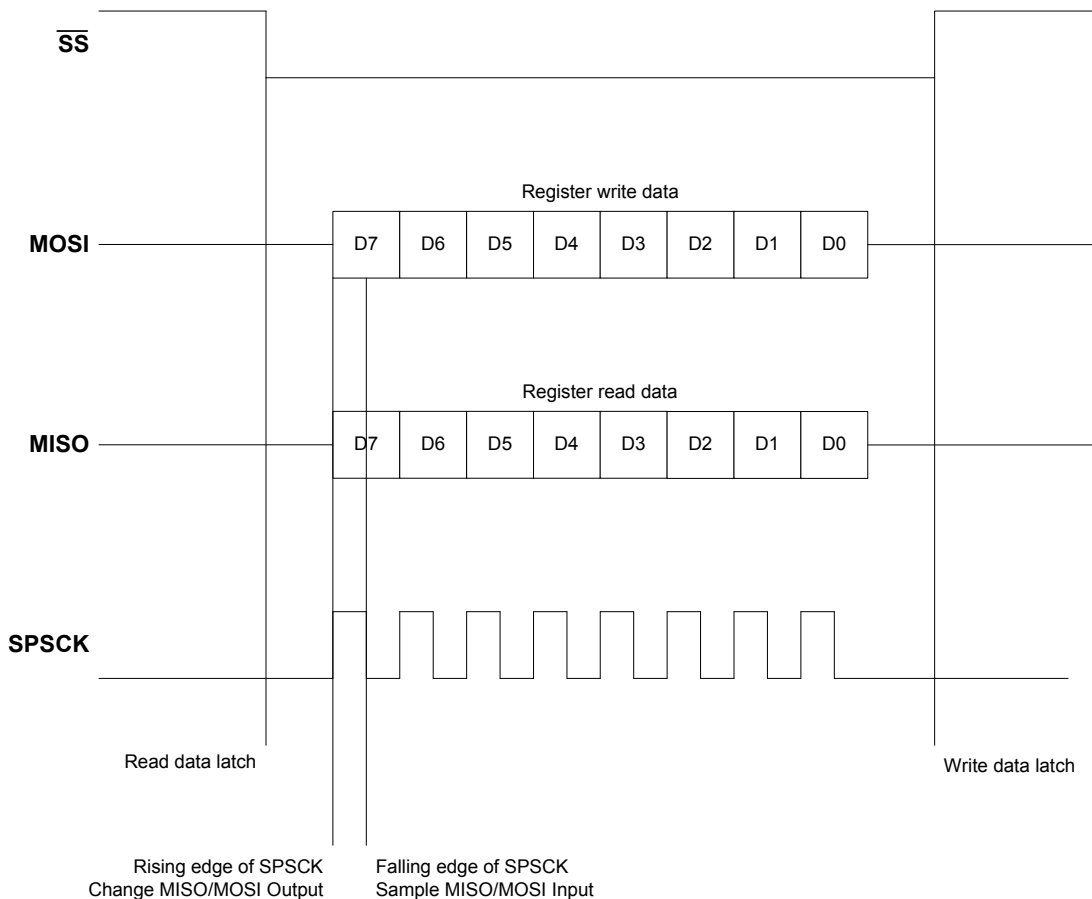 SS
Register write data
MOSI D7 D6 D5 D4 D3 D2 D1 D0
Register read data
MISO D7 D6 D5 D4 D3 D2 D1 D0
SPSCK
Read data latch
Write data latch
Rising edge of SPSCK
Change MISO/MOSI Output
Falling edge of SPSCK
Sample MISO/MOSI Input